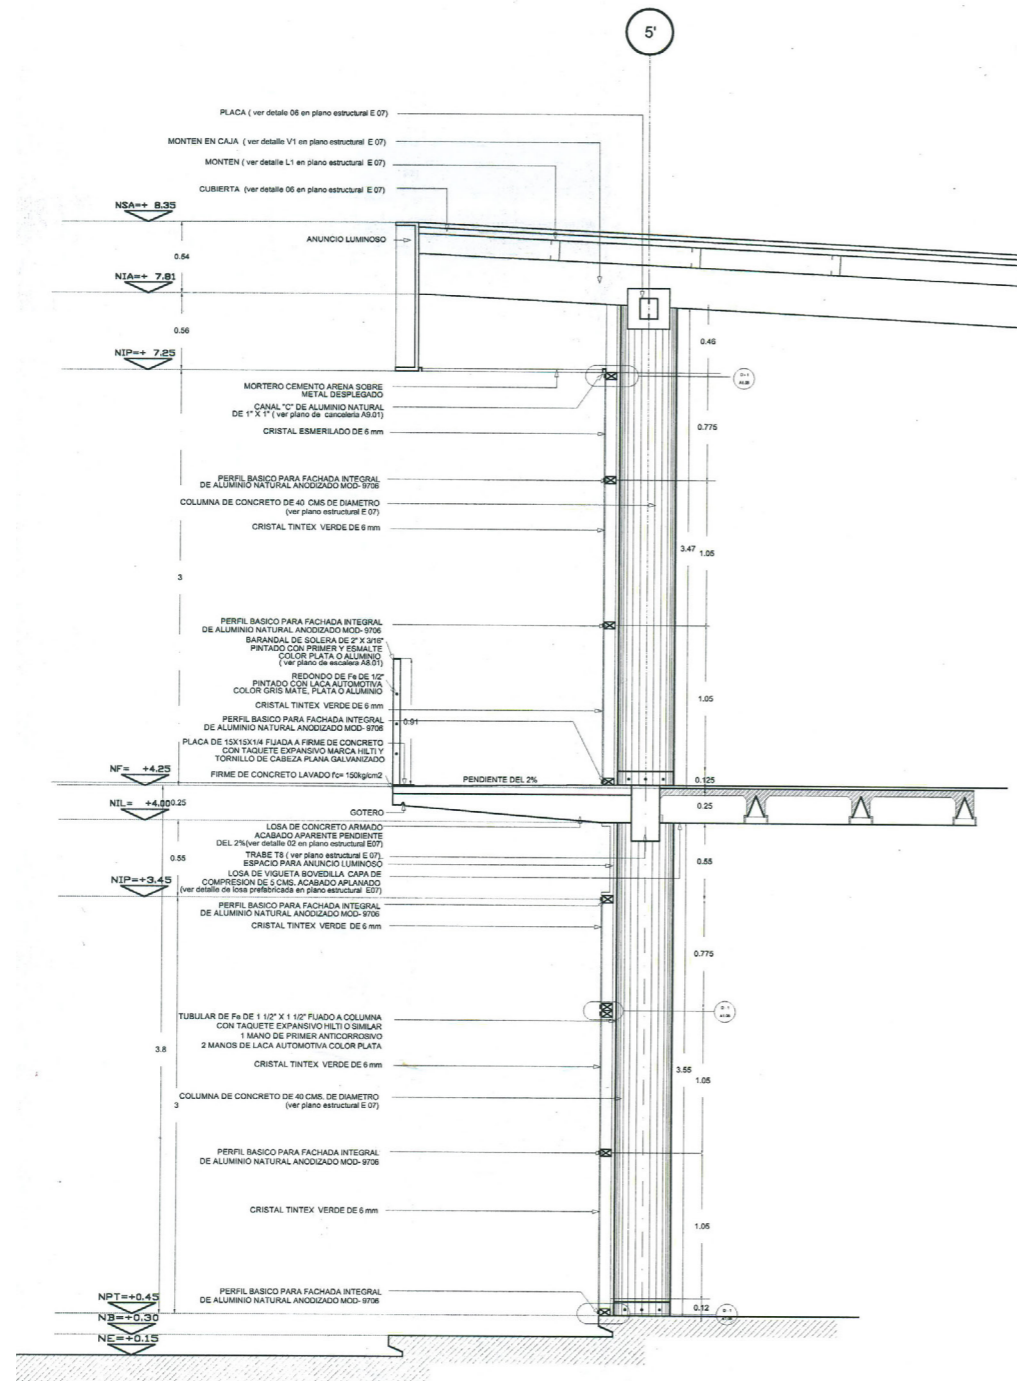 5'
PLACA ( ver detale 06 en plano estructural E 07)
MONTEN EN CAJA ( ver detalle V1 en plano estructural E 07)
MONTEN ( ver detalle L1 en plano estructural E 07)
CUBIERTA (ver detalle 06 en plano estructural E 07)
NSA=+ 8.35
ANUNCIO LUMINOSO
0.54
NIA=+ 7.81
0.56
0.46
NIP=+ 7.25
MORTERO CEMENTO ARENA SOBRE
METAL DESPLEGADO
CANAL "C" DE ALUMINIO NATURAL
DE 1" X 1" ( ver plano de canceleria A9.01)
0.775
CRISTAL ESMERILADO DE 6 mm
PERFIL BASICO PARA FACHADA INTEGRAL
DE ALUMINIO NATURAL ANODIZADO MOD- 9706
COLUMNA DE CONCRETO DE 40 CMS DE DIAMETRO
(ver plano estructural E 07)
CRISTAL TINTEX VERDE DE 6 mm
3.47
1.05
3
PERFIL BASICO PARA FACHADA INTEGRAL
DE ALUMINIO NATURAL ANODIZADO MOD- 9706
BARANDAL DE SOLERA DE 2" X 3/16"
PINTADO CON PRIMER Y ESMALTE
COLOR PLATA O ALUMINIO
( ver plano de escalera A8.01)
REDONDO DE Fe DE 1/2"
PINTADO CON LACA AUTOMOTIVA
COLOR GRIS MATE, PLATA O ALUMINIO
1.05
CRISTAL TINTEX VERDE DE 6 mm
PERFIL BASICO PARA FACHADA INTEGRAL
DE ALUMINIO NATURAL ANODIZADO MOD- 9706
0.91
PLACA DE 15X15X1/4 FIJADA A FIRME DE CONCRETO
CON TAQUETE EXPANSIVO MARCA HILTI Y
TORNILLO DE CABEZA PLANA GALVANIZADO
NF= +4.25
FIRME DE CONCRETO LAVADO f'c= 150kg/cm2
PENDIENTE DEL 2%
0.125
NIL= +4.00
0.25
0.25
GOTERO
LOSA DE CONCRETO ARMADO
ACABADO APARENTE PENDIENTE
DEL 2%(ver detalle 02 en plano estructural E07)
TRABE T8 ( ver plano estructural E 07)
ESPACIO PARA ANUNCIO LUMINOSO
0.55
0.55
LOSA DE VIGUETA BOVEDILLA CAPA DE
COMPRESION DE 5 CMS. ACABADO APLANADO
(ver detalle de losa prefabricada en plano estructural E07)
NIP=+3.45
PERFIL BASICO PARA FACHADA INTEGRAL
DE ALUMINIO NATURAL ANODIZADO MOD- 9706
CRISTAL TINTEX VERDE DE 6 mm
0.775
TUBULAR DE Fe DE 1 1/2" X 1 1/2" FIJADO A COLUMNA
CON TAQUETE EXPANSIVO HILTI O SIMILAR
1 MANO DE PRIMER ANTICORROSIVO
2 MANOS DE LACA AUTOMOTIVA COLOR PLATA
3.8
CRISTAL TINTEX VERDE DE 6 mm
3.55
1.05
COLUMNA DE CONCRETO DE 40 CMS. DE DIAMETRO
(ver plano estructural E 07)
3
PERFIL BASICO PARA FACHADA INTEGRAL
DE ALUMINIO NATURAL ANODIZADO MOD- 9706
CRISTAL TINTEX VERDE DE 6 mm
1.05
PERFIL BASICO PARA FACHADA INTEGRAL
DE ALUMINIO NATURAL ANODIZADO MOD- 9706
NPT=+0.45
0.12
NB=+0.30
NE=+0.15